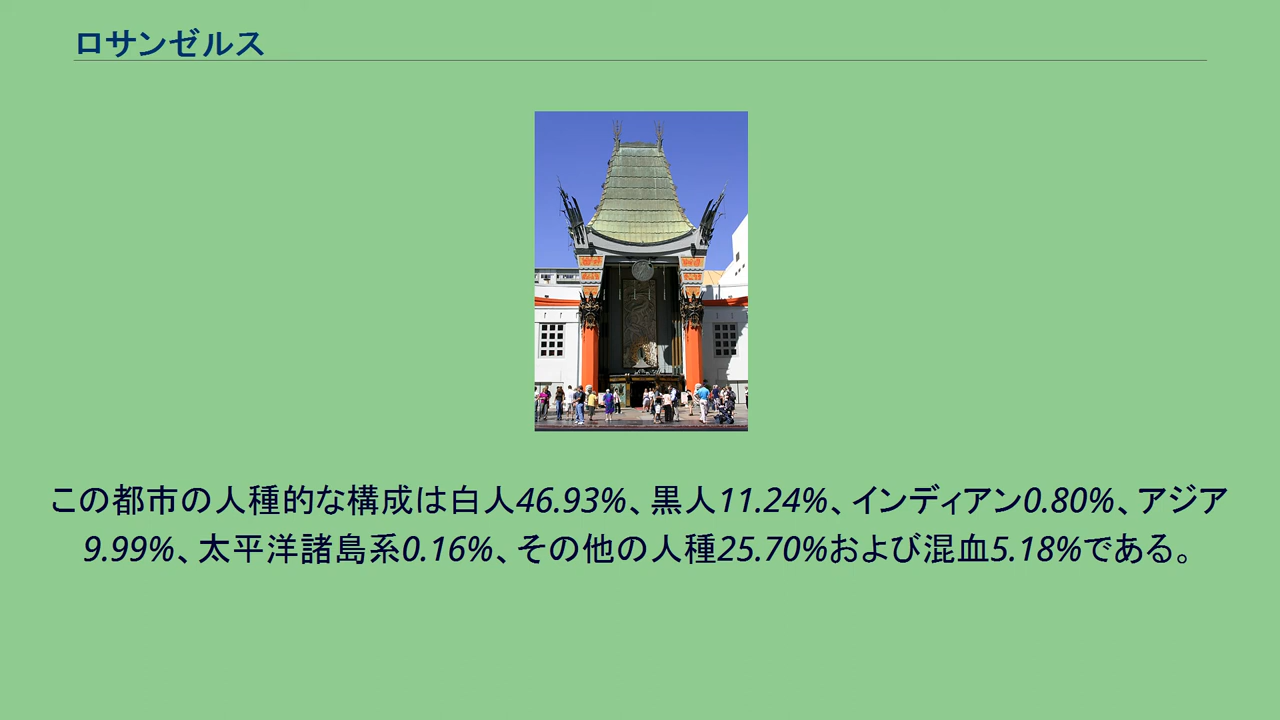 ロサンゼルス
この都市の人種的な構成は白人46.93%、黒人11.24%、インディアン0.80%、アジア
9.99%、太平洋諸島系0.16%、その他の人種25.70%および混血5.18%である。